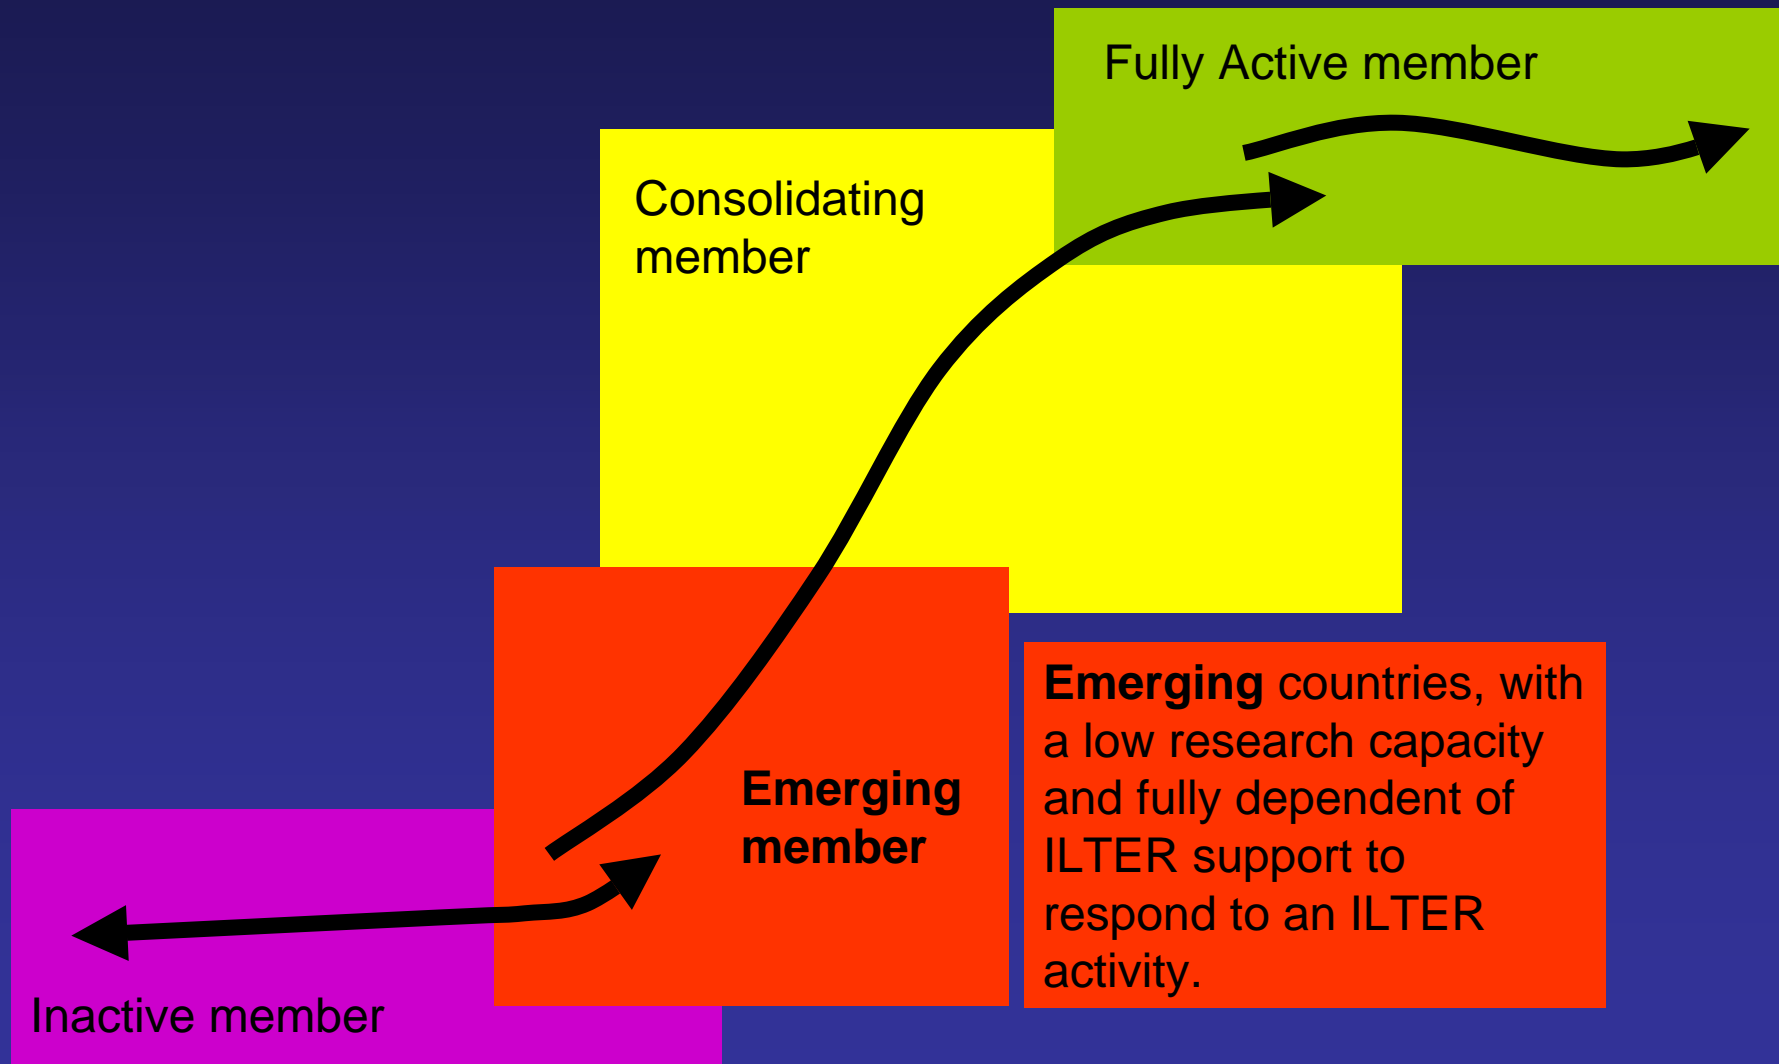 Fully Active member
Consolidating
member
Emerging
member
Emerging countries, with
a low research capacity
and fully dependent of
ILTER support to
respond to an ILTER
activity.
Inactive member